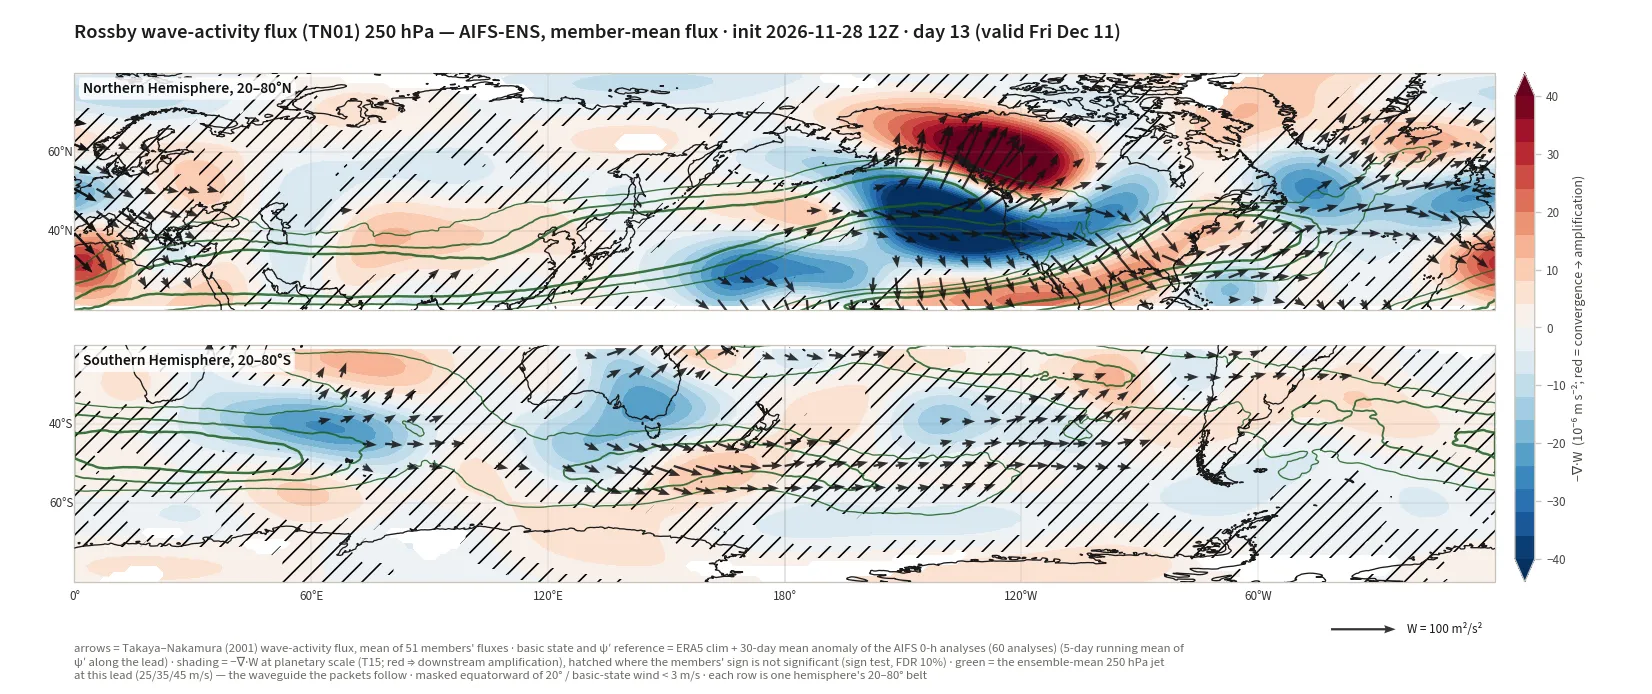 Rossby wave-activity flux (TN01) 250 hPa — AIFS-ENS, member-mean flux · init 2026-11-28 12Z · day 13 (valid Fri Dec 11)
Northern Hemisphere, 20–80°N
60°N
40°N
Southern Hemisphere, 20–80°S
40°S
60°S
0°
60°E
120°E
180°
120°W
60°W
40
30
20
10
0
−10
−20
−30
−40
−∇·W (10⁻⁶ m s⁻²; red = convergence → amplification)
W = 100 m²/s²
arrows = Takaya–Nakamura (2001) wave-activity flux, mean of 51 members' fluxes · basic state and ψ′ reference = ERA5 clim + 30-day mean anomaly of the AIFS 0-h analyses (60 analyses) (5-day running mean of
ψ′ along the lead) · shading = −∇·W at planetary scale (T15; red ⇒ downstream amplification), hatched where the members' sign is not significant (sign test, FDR 10%) · green = the ensemble-mean 250 hPa jet
at this lead (25/35/45 m/s) — the waveguide the packets follow · masked equatorward of 20° / basic-state wind < 3 m/s · each row is one hemisphere's 20–80° belt